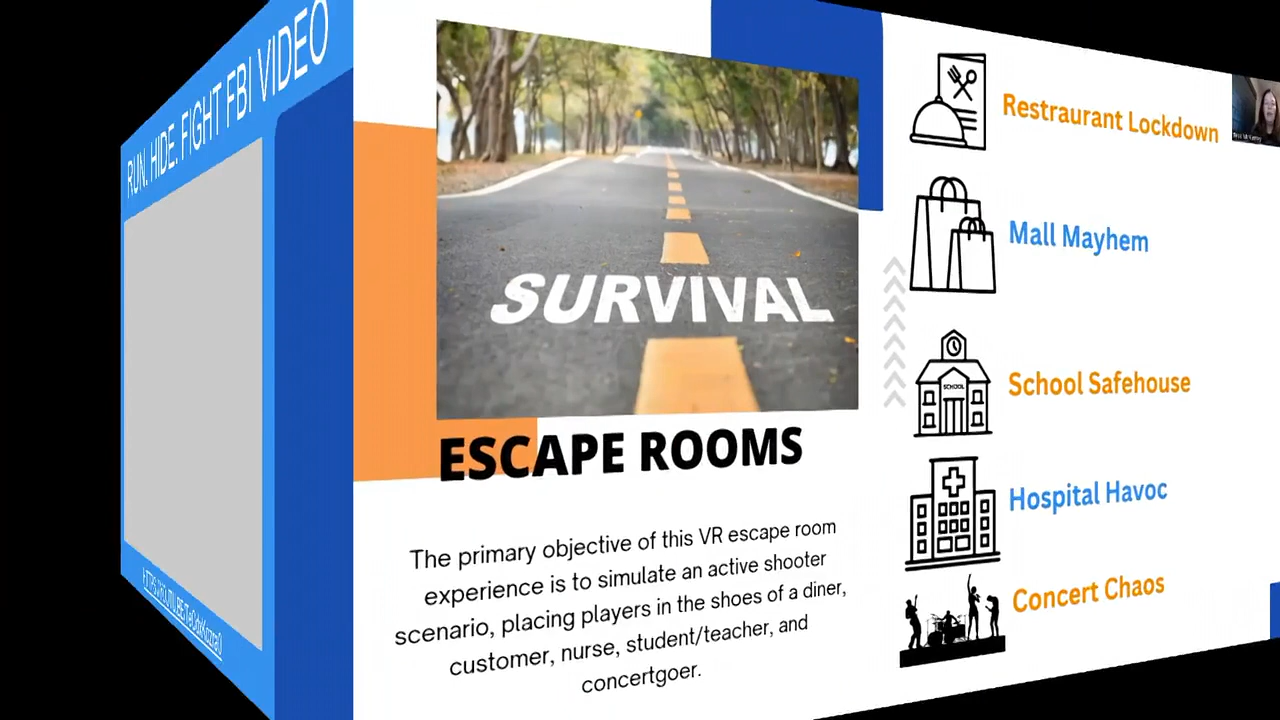 RUN. HIDE. FIGHT FBI VIDEO
SURVIVAL
ESCAPE ROOMS
The primary objective of this VR escape room
experience is to simulate an active shooter
scenario, placing players in the shoes of a diner,
customer, nurse, student/teacher, and
concertgoer.
Restraurant Lockdown
Mall Mayhem
SCHOOL
School Safehouse
Hospital Havoc
Concert Chaos